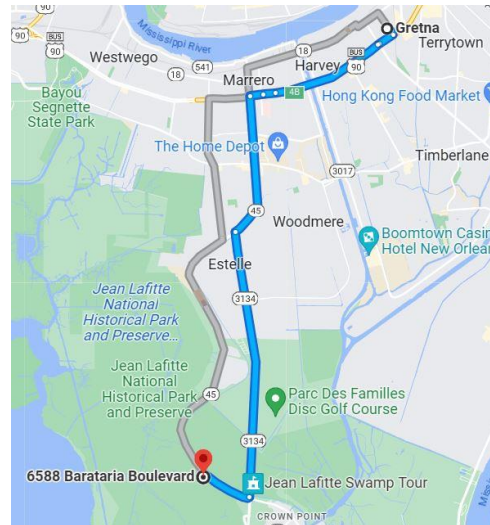 Mississippi River
90
BUS
90
Westwego
541
18
18
Gretna
Terrytown
Harvey
BUS
90
Marrero
4B
Hong Kong Food Market
Bayou
Segnette
State Park
The Home Depot
3017
Timberlane
45
Woodmere
Boomtown Casin
Hotel New Orlea
Estelle
3134
Jean Lafitte
National
Historical Park
and Preserve...
Jean Lafitte
National
Historical Park
and Preserve
45
Parc Des Familles
Disc Golf Course
3134
6588 Barataria Boulevard
Jean Lafitte Swamp Tour
CROWN POINT